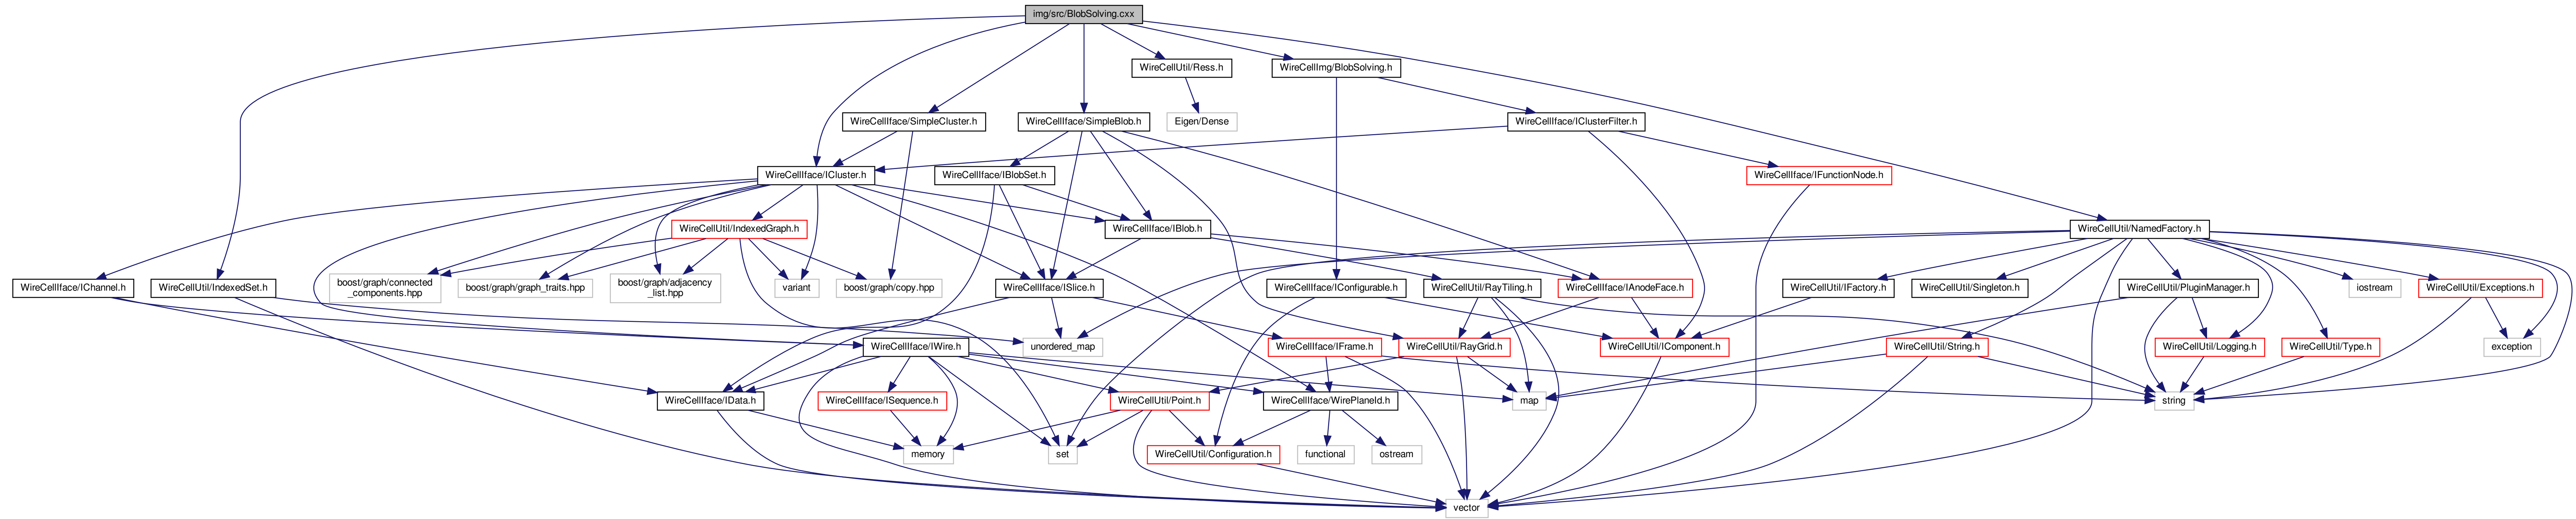 img/src/BlobSolving.cxx
WireCellUtil/Ress.h
WireCellImg/BlobSolving.h
WireCellIface/SimpleCluster.h
WireCellIface/SimpleBlob.h
Eigen/Dense
WireCellIface/IClusterFilter.h
WireCellIface/ICluster.h
WireCellIface/IBlobSet.h
WireCellIface/IFunctionNode.h
WireCellUtil/IndexedGraph.h
WireCellIface/IBlob.h
WireCellUtil/NamedFactory.h
WireCellIface/IChannel.h
WireCellUtil/IndexedSet.h
boost/graph/connected
_components.hpp
boost/graph/graph_traits.hpp
boost/graph/adjacency
_list.hpp
variant
boost/graph/copy.hpp
WireCellIface/ISlice.h
WireCellIface/IConfigurable.h
WireCellUtil/RayTiling.h
WireCellIface/IAnodeFace.h
WireCellUtil/IFactory.h
WireCellUtil/Singleton.h
WireCellUtil/PluginManager.h
iostream
WireCellUtil/Exceptions.h
WireCellIface/IWire.h
unordered_map
WireCellIface/IFrame.h
WireCellUtil/RayGrid.h
WireCellUtil/IComponent.h
WireCellUtil/String.h
WireCellUtil/Logging.h
WireCellUtil/Type.h
exception
WireCellIface/IData.h
WireCellIface/ISequence.h
WireCellUtil/Point.h
WireCellIface/WirePlaneId.h
map
string
memory
set
WireCellUtil/Configuration.h
functional
ostream
vector